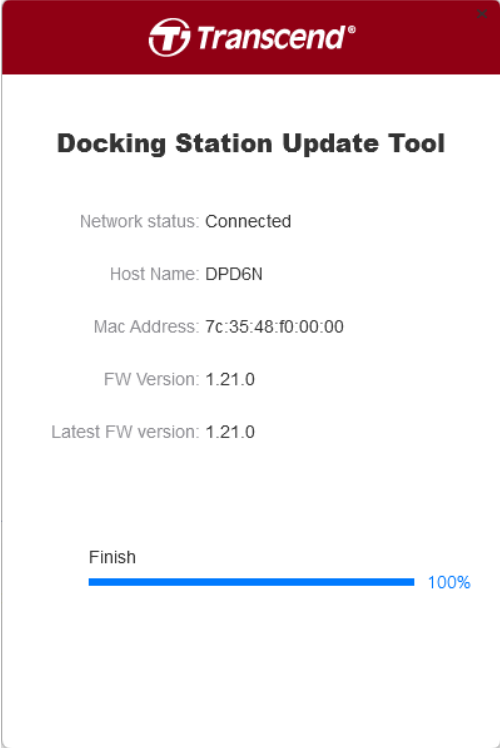 Transcend®
Docking Station Update Tool
Network status: Connected
Host Name: DPD6N
Mac Address: 7c:35:48:f0:00:00
FW Version: 1.21.0
Latest FW version: 1.21.0
Finish
100%